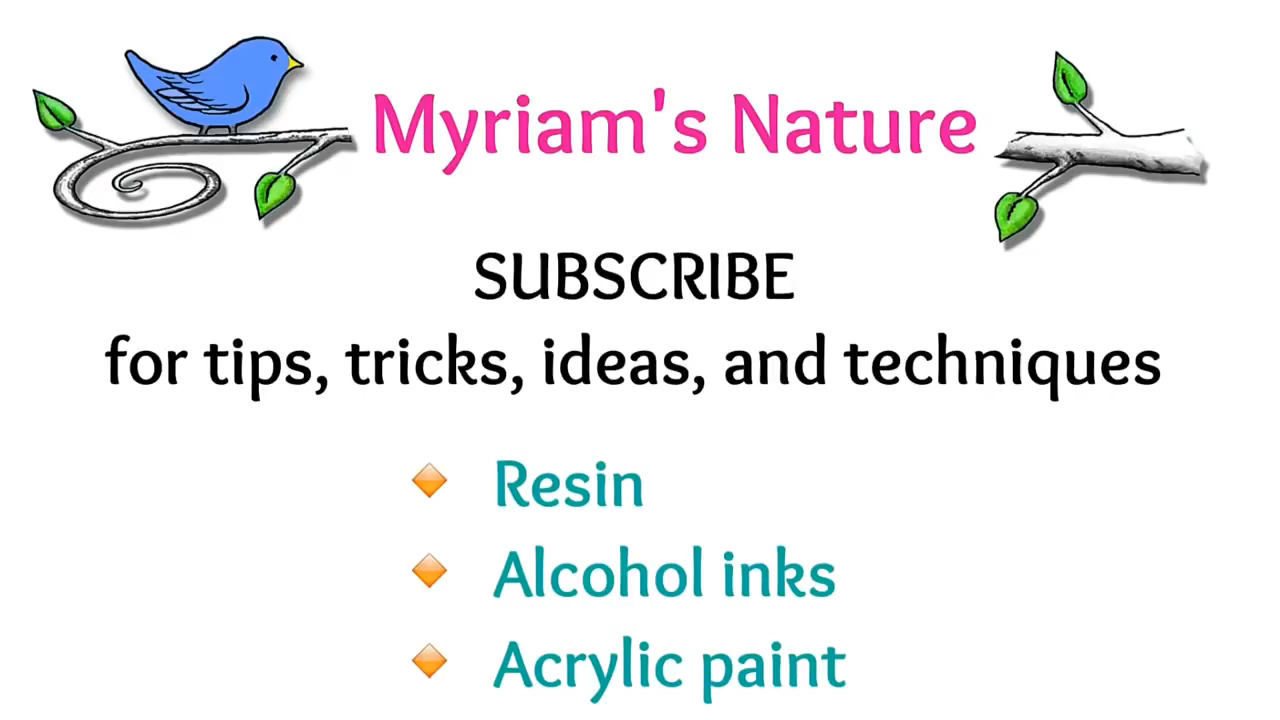 Myriam's Nature
SUBSCRIBE
for tips, tricks, ideas, and techniques
Resin
Alcohol inks
Acrylic paint